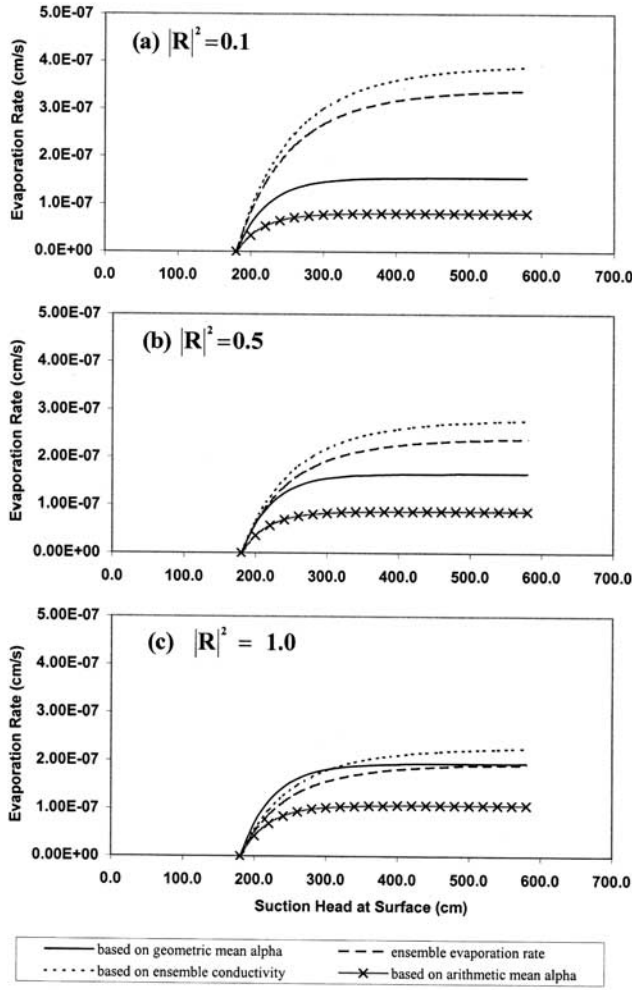 5.0E-07
(a) |R|² = 0.1
4.0E-07
3.0E-07
2.0E-07
1.0E-07
0.0E+00
Evaporation Rate (cm/s)
0.0 100.0 200.0 300.0 400.0 500.0 600.0 700.0
5.00E-07
(b) |R|² = 0.5
4.00E-07
3.00E-07
2.00E-07
1.00E-07
0.00E+00
Evaporation Rate (cm/s)
0.0 100.0 200.0 300.0 400.0 500.0 600.0 700.0
5.00E-07
(c) |R|² = 1.0
4.00E-07
3.00E-07
2.00E-07
1.00E-07
0.00E+00
Evaporation Rate (cm/s)
0.0 100.0 200.0 300.0 400.0 500.0 600.0 700.0
Suction Head at Surface (cm)
based on geometric mean alpha
ensemble evaporation rate
based on ensemble conductivity
based on arithmetic mean alpha